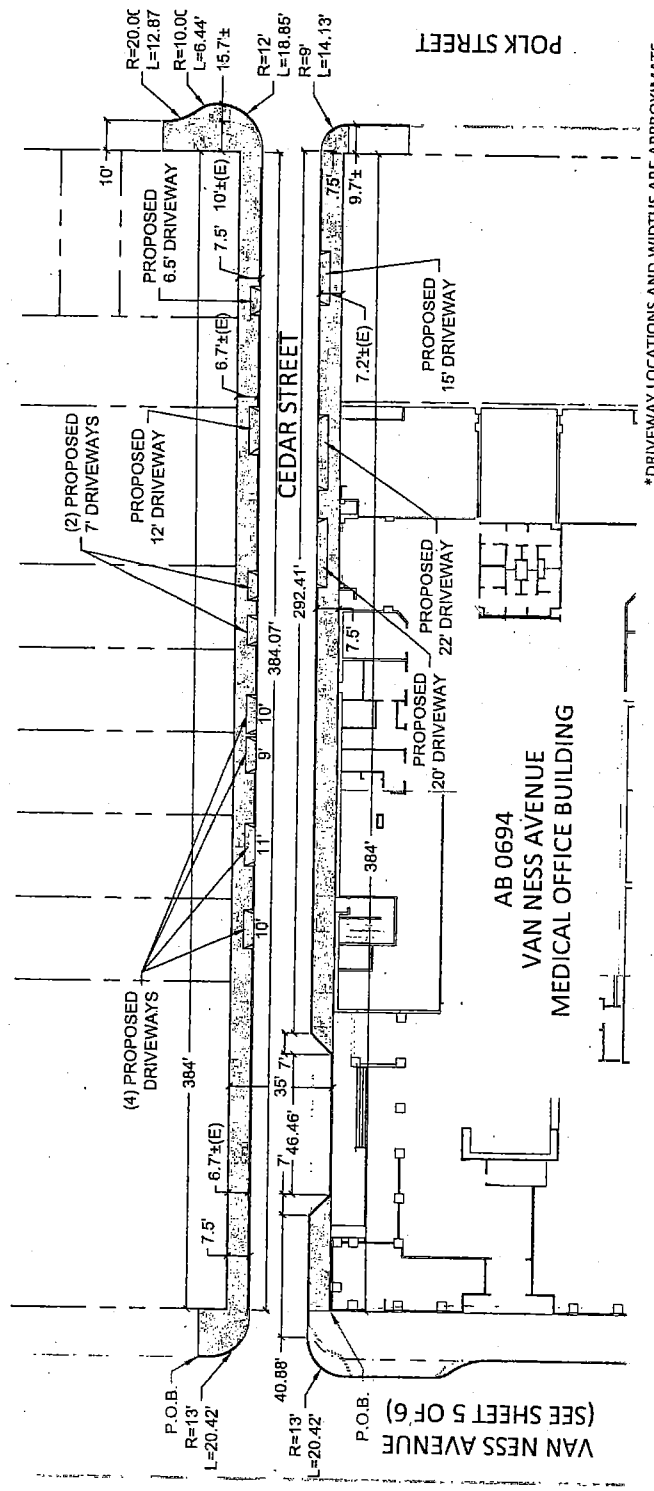 R=20.00
L=12.87
R=10.00
L=6.44'
15.7'±
R=12'
L=18.85'
R=9'
L=14.13'
POLK STREET
10'
10'±(E)
7.5'
PROPOSED
6.5' DRIVEWAY
6.7'±(E)
.75'
9.7'±
7.2'±(E)
PROPOSED
15' DRIVEWAY
CEDAR STREET
(2) PROPOSED
7' DRIVEWAYS
PROPOSED
12' DRIVEWAY
292.41'
384.07'
PROPOSED
22' DRIVEWAY
PROPOSED
20' DRIVEWAY
7.5'
10'
9'
11'
10'
(4) PROPOSED
DRIVEWAYS
384'
384'
AB 0694
VAN NESS AVENUE
MEDICAL OFFICE BUILDING
7'
35'
46.46'
7'
6.7'±(E)
7.5'
40.88'
P.O.B.
R=13'
L=20.42'
R=13'
L=20.42'
P.O.B.
VAN NESS AVENUE
(SEE SHEET 5 OF 6)
*DRIVEWAY LOCATIONS AND WIDTHS ARE APPROXIMATE